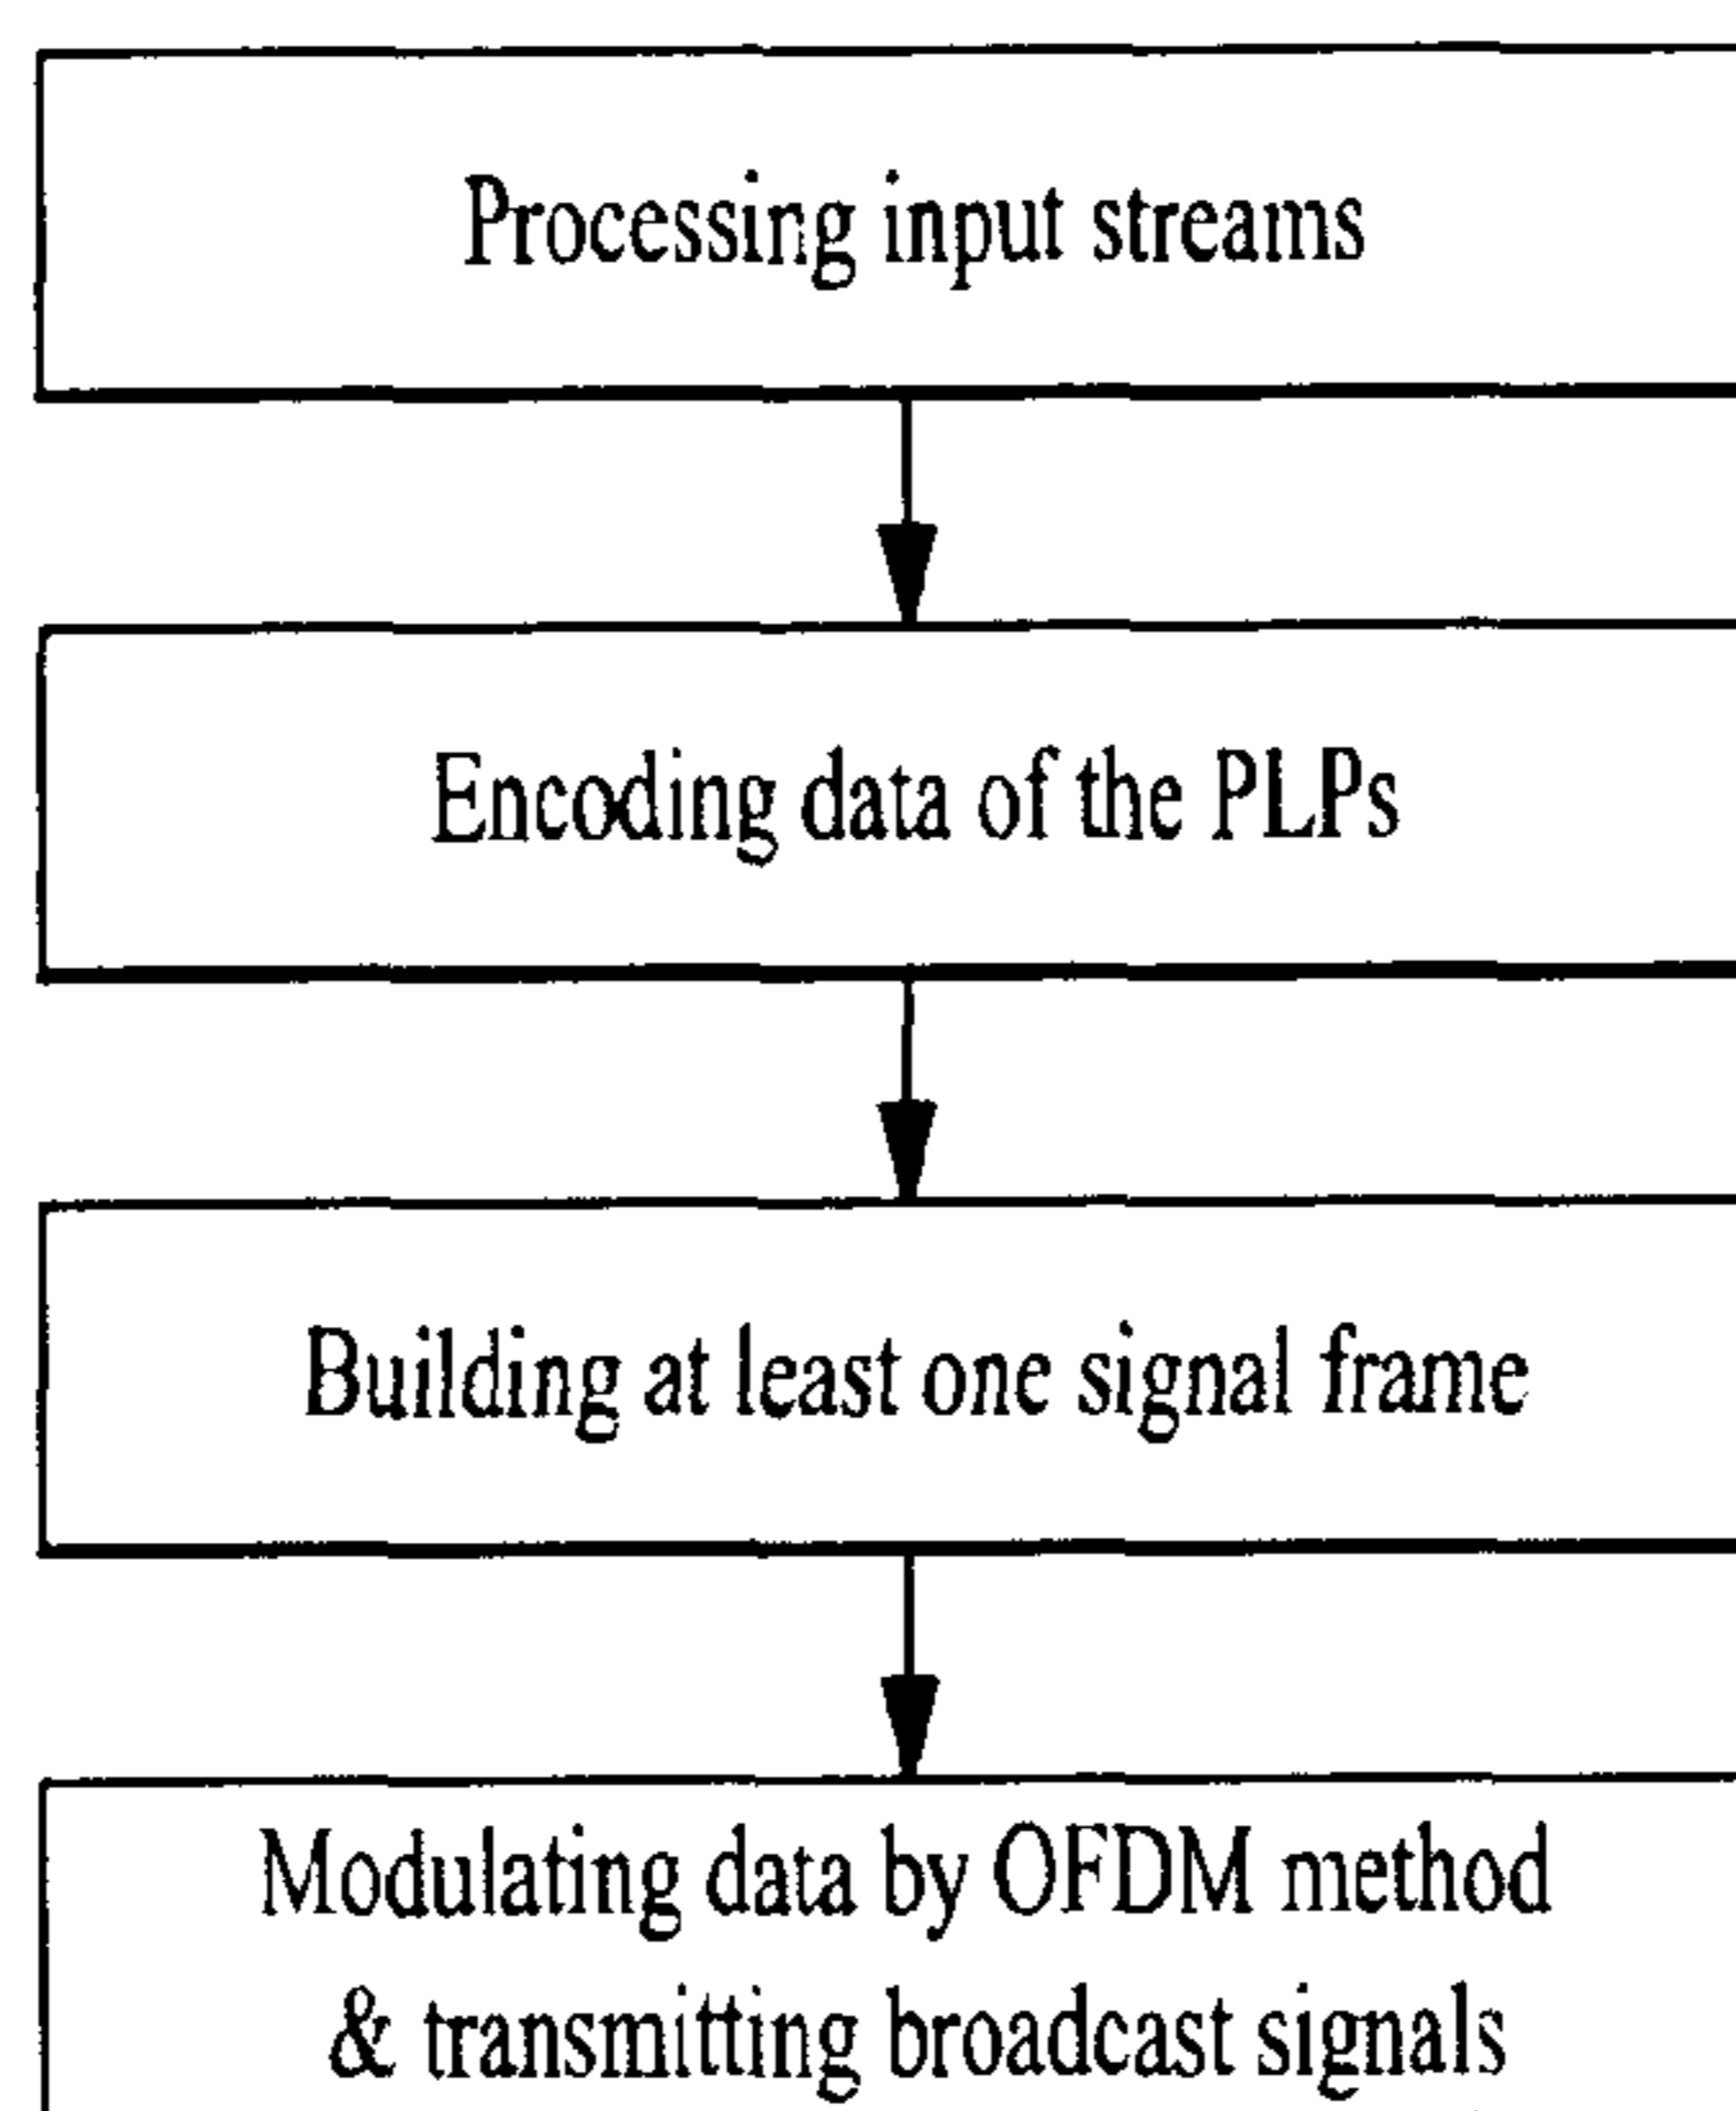 Processing input streams
Encoding data of the PLPs
Building at least one signal frame
Modulating data by OFDM method
& transmitting broadcast signals